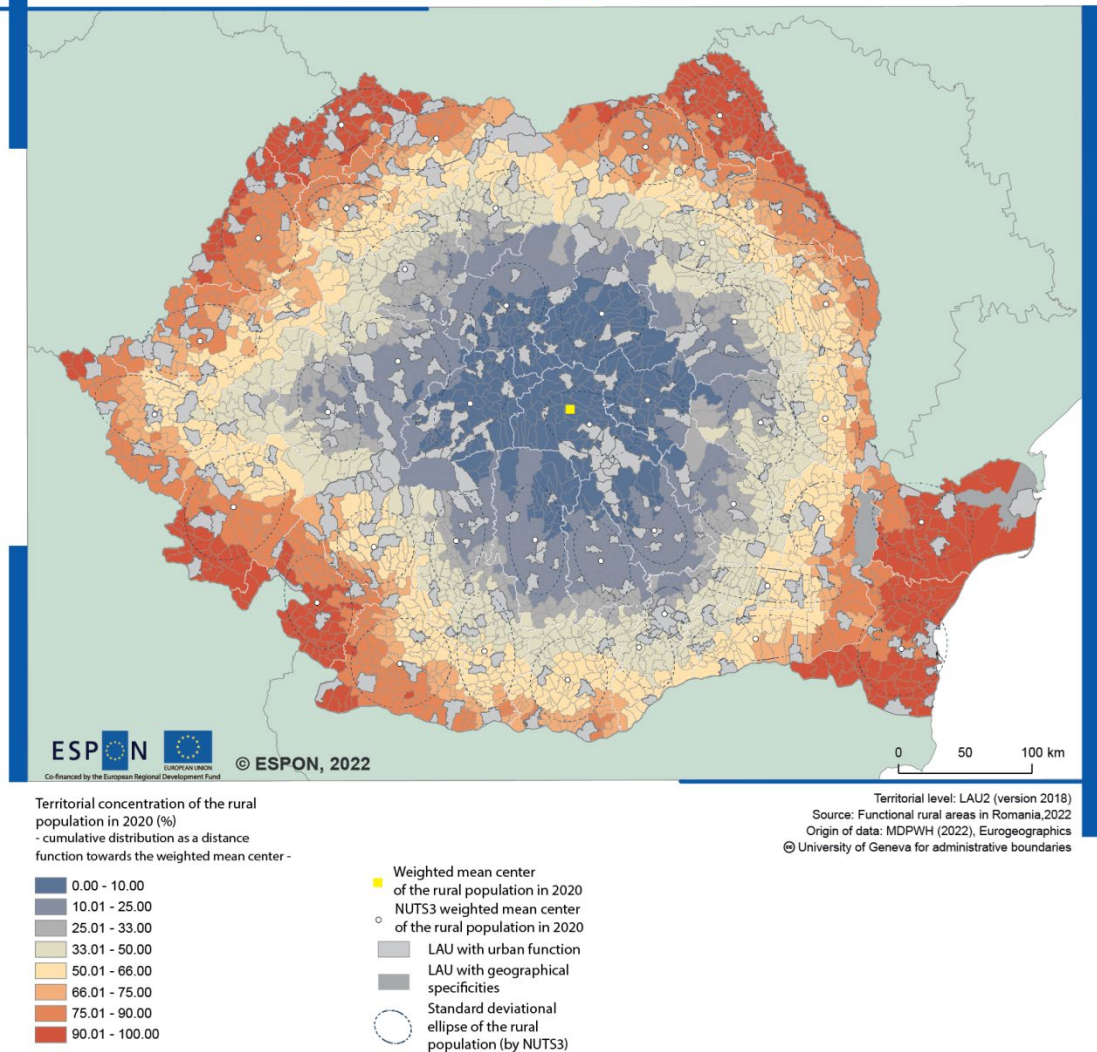 ESPON
EUROPEAN UNION
Co-financed by the European Regional Development Fund
© ESPON, 2022
0 50 100 km
Territorial level: LAU2 (version 2018)
Source: Functional rural areas in Romania,2022
Origin of data: MDPWH (2022), Eurogeographics
University of Geneva for administrative boundaries
Territorial concentration of the rural
population in 2020 (%)
- cumulative distribution as a distance
function towards the weighted mean center -
0.00 - 10.00
10.01 - 25.00
25.01 - 33.00
33.01 - 50.00
50.01 - 66.00
66.01 - 75.00
75.01 - 90.00
90.01 - 100.00
Weighted mean center
of the rural population in 2020
NUTS3 weighted mean center
of the rural population in 2020
LAU with urban function
LAU with geographical
specificities
Standard deviational
ellipse of the rural
population (by NUTS3)